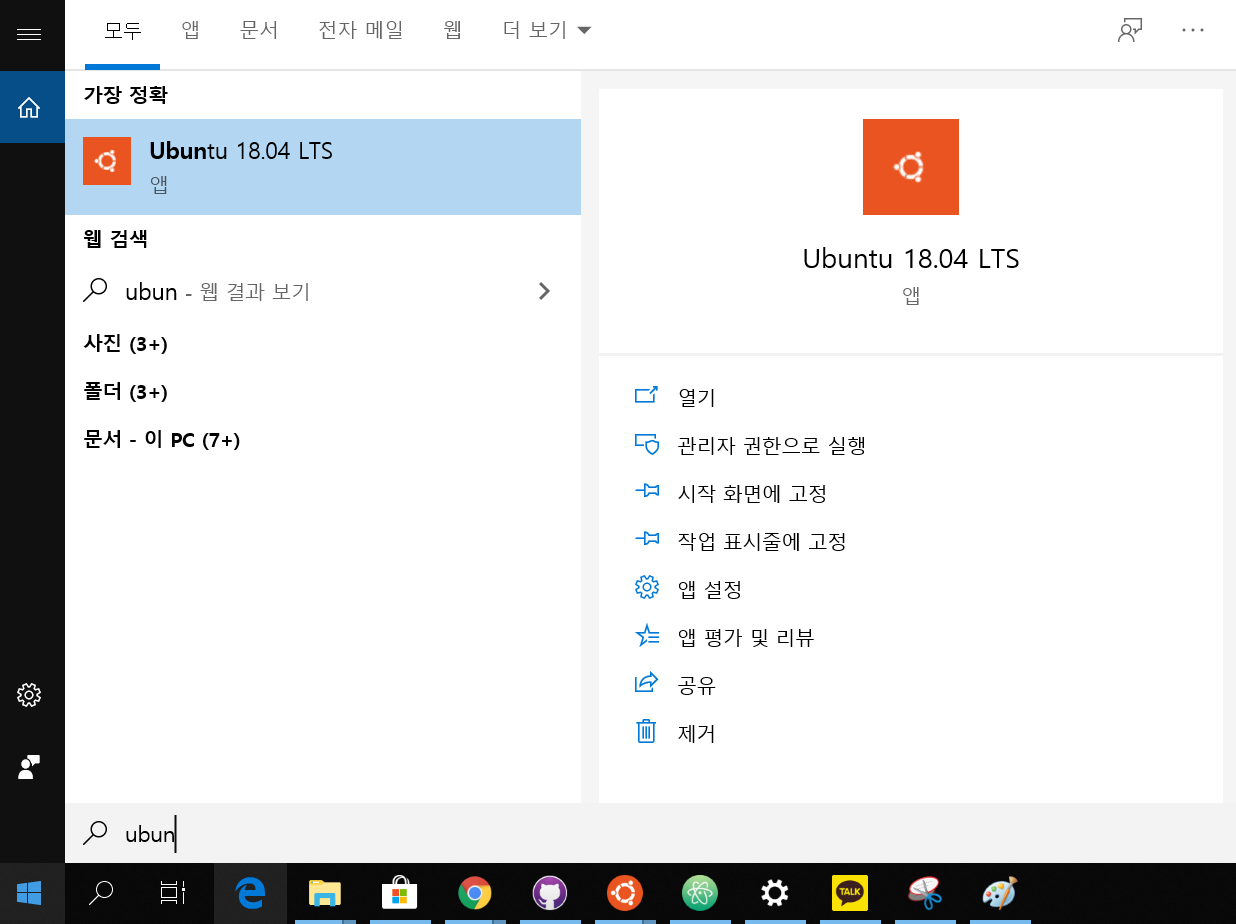 모두 앱 문서 전자 메일 웹 더 보기
가장 정확
Ubuntu 18.04 LTS
앱
웹 검색
ubun - 웹 결과 보기
사진 (3+)
폴더 (3+)
문서 - 이 PC (7+)
Ubuntu 18.04 LTS
앱
열기
관리자 권한으로 실행
시작 화면에 고정
작업 표시줄에 고정
앱 설정
앱 평가 및 리뷰
공유
제거
ubun
TALK